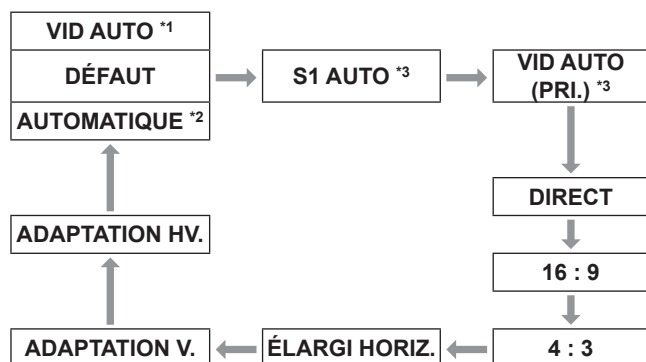 VID AUTO *1
DÉFAUT
AUTOMATIQUE *2
S1 AUTO *3
VID AUTO
(PRI.) *3
DIRECT
16 : 9
4 : 3
ÉLARGI HORIZ.
ADAPTATION V.
ADAPTATION HV.